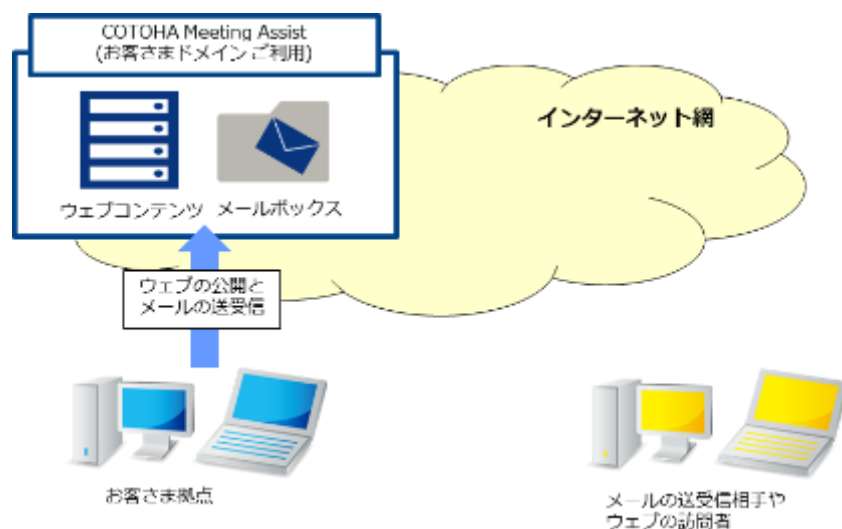 COTOHA Meeting Assist
(お客さまドメインご利用)
インターネット網
ウェブコンテンツ
メールボックス
ウェブの公開と
メールの送受信
お客さま拠点
メールの送受信相手や
ウェブの訪問者